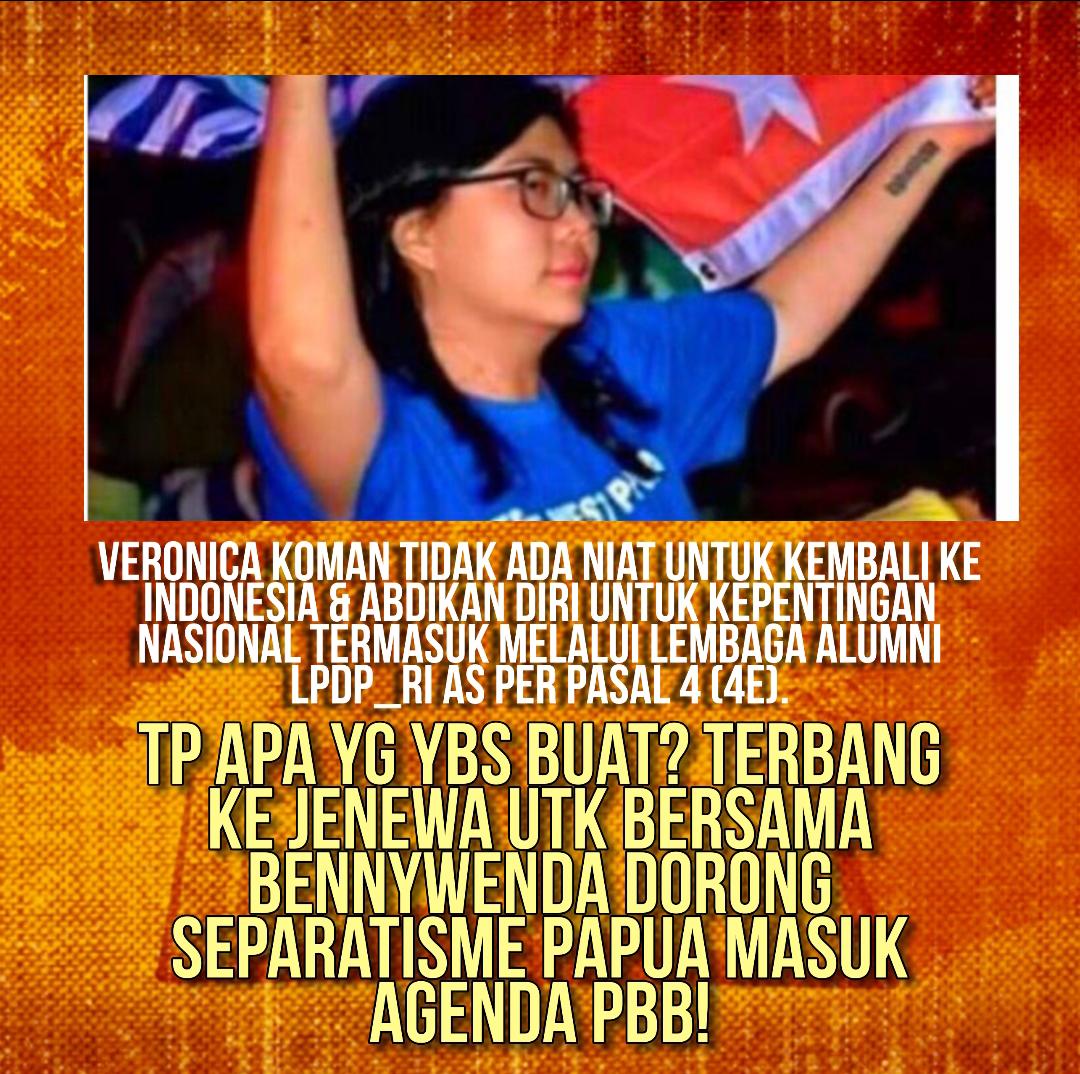 VERONICA KOMAN TIDAK ADA NIAT UNTUK KEMBALI KE
INDONESIA & ABDIKAN DIRI UNTUK KEPENTINGAN
NASIONAL TERMASUK MELALUI LEMBAGA ALUMNI
LPDP_RI AS PER PASAL 4 (4E).
TP APA YG YBS BUAT? TERBANG
KE JENEWA UTK BERSAMA
BENNYWENDA DORONG
SEPARATISME PAPUA MASUK
AGENDA PBB!